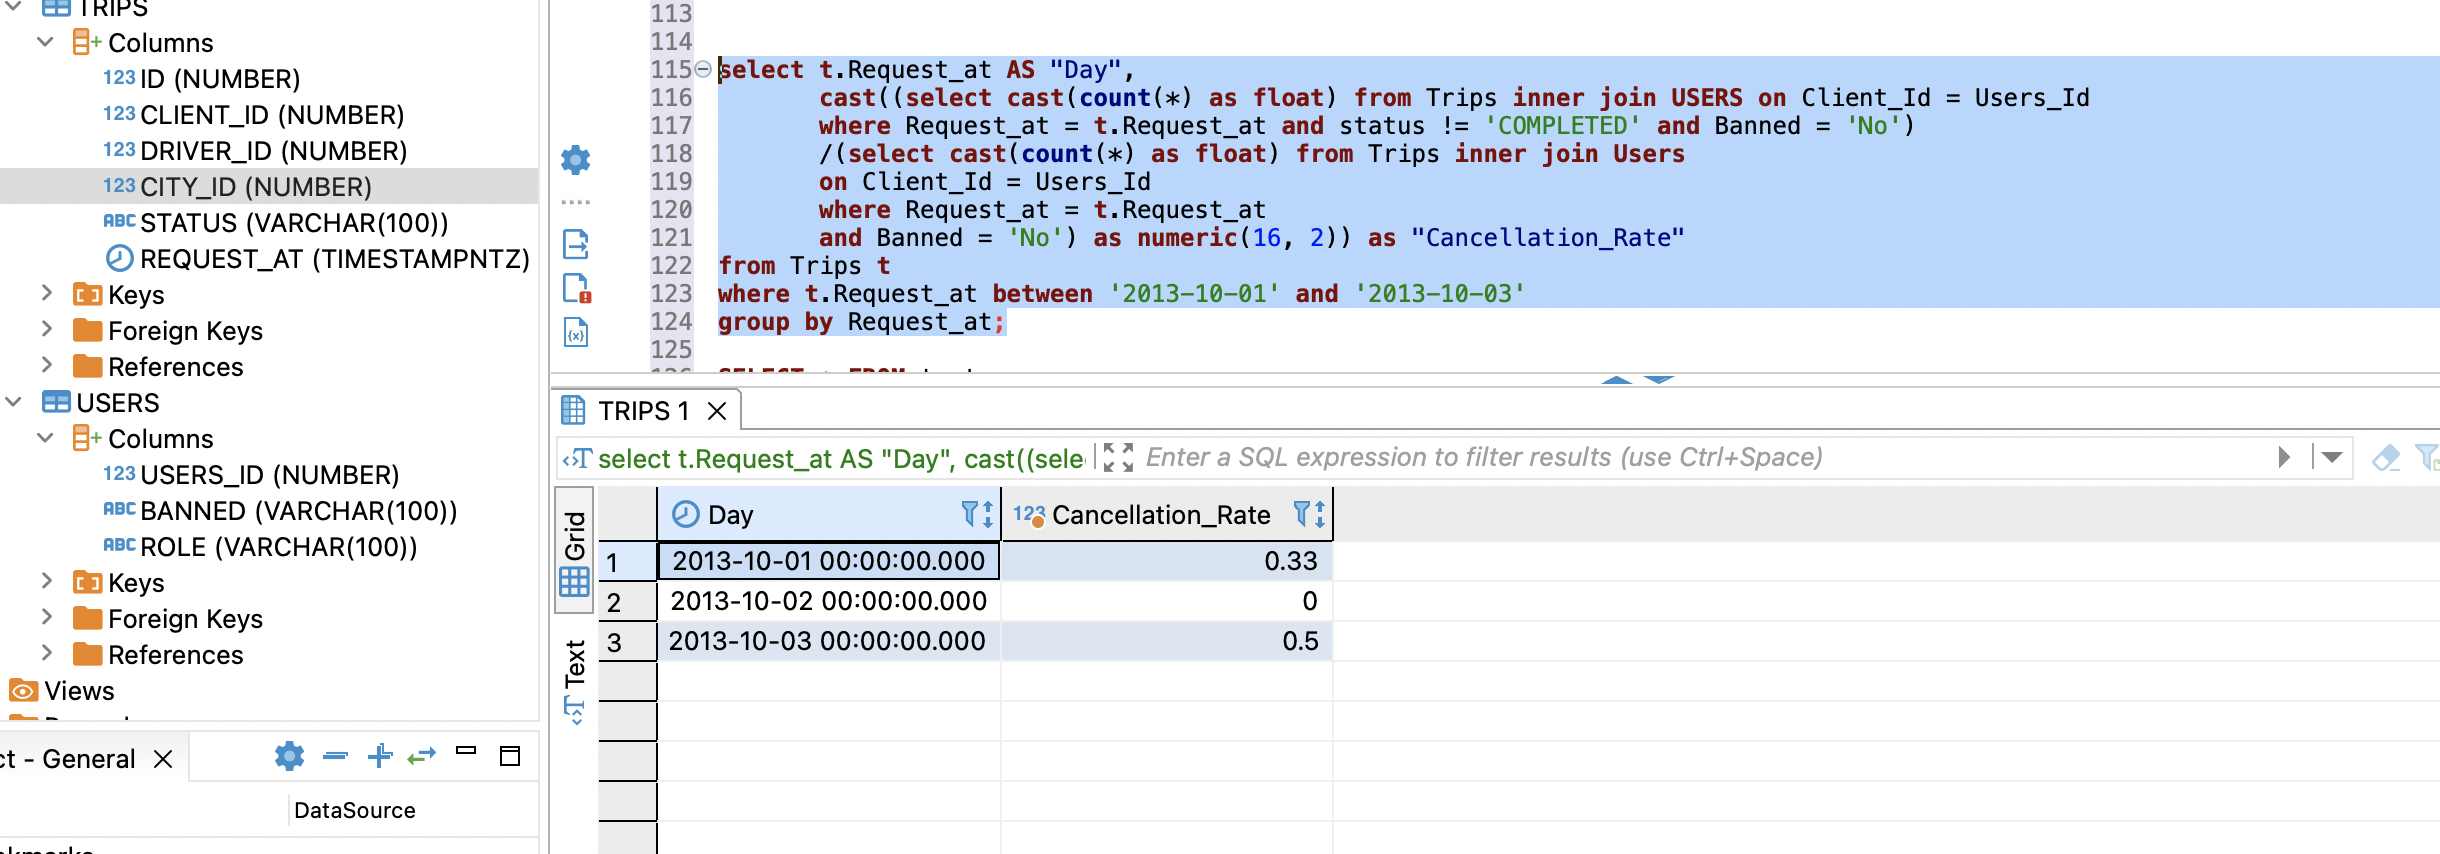 TRIPS
Columns
123 ID (NUMBER)
123 CLIENT_ID (NUMBER)
123 DRIVER_ID (NUMBER)
123 CITY_ID (NUMBER)
ABC STATUS (VARCHAR(100))
REQUEST_AT (TIMESTAMPNTZ)
Keys
Foreign Keys
References
USERS
Columns
123 USERS_ID (NUMBER)
ABC BANNED (VARCHAR(100))
ABC ROLE (VARCHAR(100))
Keys
Foreign Keys
References
Views
ct - General
DataSource
113
114
115 select t.Request_at AS "Day",
116 cast((select cast(count(*) as float) from Trips inner join USERS on Client_Id = Users_Id
117 where Request_at = t.Request_at and status != 'COMPLETED' and Banned = 'No')
118 /(select cast(count(*) as float) from Trips inner join Users
119 on Client_Id = Users_Id
120 where Request_at = t.Request_at
121 and Banned = 'No') as numeric(16, 2)) as "Cancellation_Rate"
122 from Trips t
123 where t.Request_at between '2013-10-01' and '2013-10-03'
124 group by Request_at;
125
TRIPS 1
select t.Request_at AS "Day", cast((sele
Enter a SQL expression to filter results (use Ctrl+Space)
Grid
Text
Day 123 Cancellation_Rate
1 2013-10-01 00:00:00.000 0.33
2 2013-10-02 00:00:00.000 0
3 2013-10-03 00:00:00.000 0.5